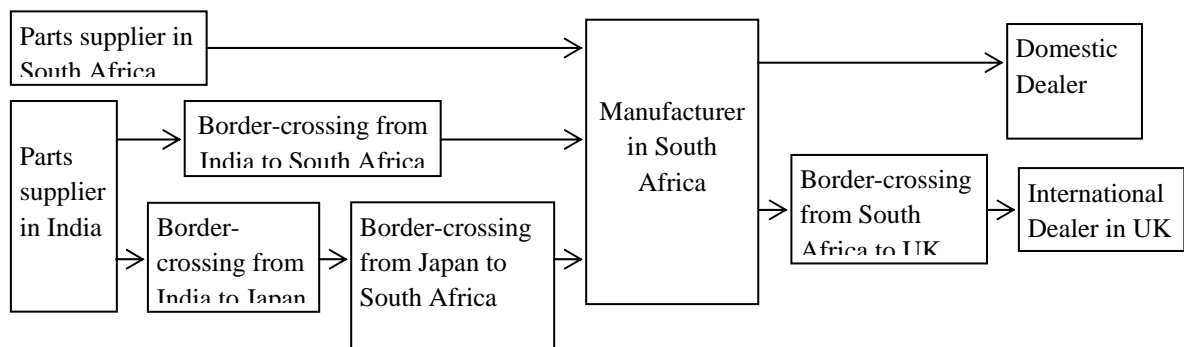 Parts supplier in
South Africa
Parts
supplier
in India
Border-crossing from
India to South Africa
Border-
crossing from
India to Japan
Border-crossing
from Japan to
South Africa
Manufacturer
in South
Africa
Domestic
Dealer
Border-crossing
from South
Africa to UK
International
Dealer in UK